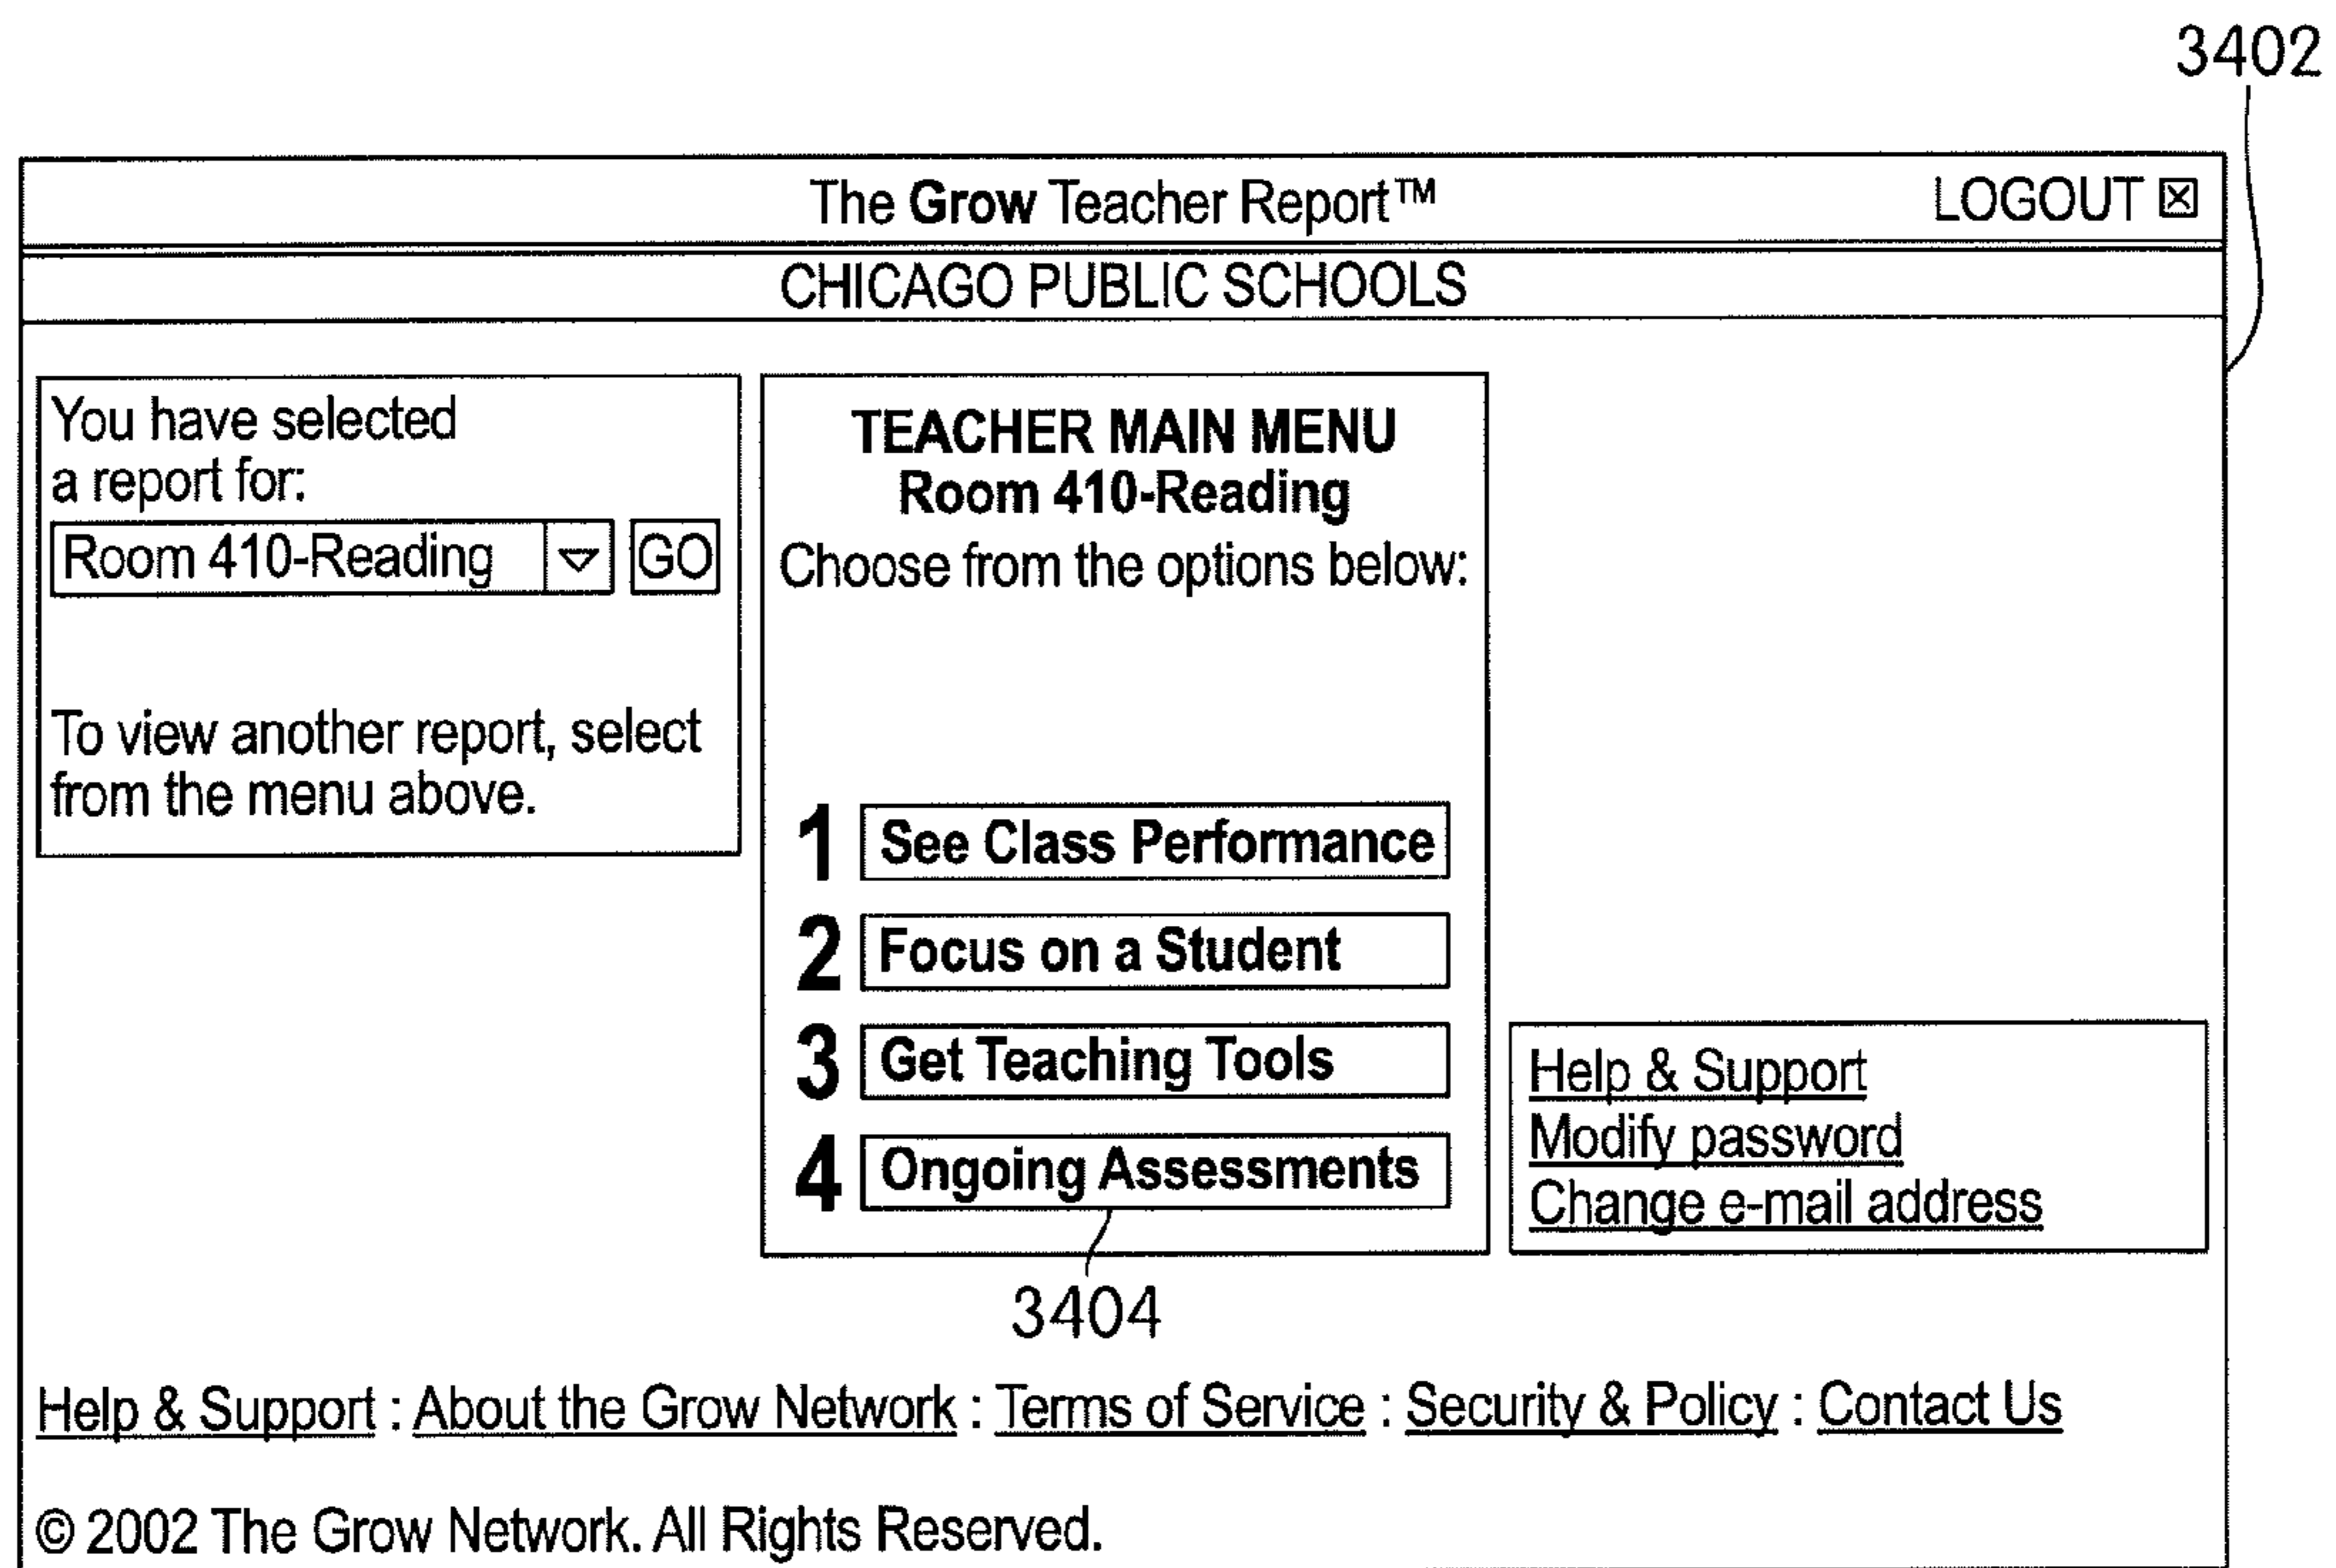 3402
The Grow Teacher Report™ LOGOUT
CHICAGO PUBLIC SCHOOLS
You have selected
a report for:
Room 410-Reading GO
To view another report, select
from the menu above.
TEACHER MAIN MENU
Room 410-Reading
Choose from the options below:
1 See Class Performance
2 Focus on a Student
3 Get Teaching Tools
4 Ongoing Assessments
3404
Help & Support
Modify password
Change e-mail address
Help & Support : About the Grow Network : Terms of Service : Security & Policy : Contact Us
© 2002 The Grow Network. All Rights Reserved.